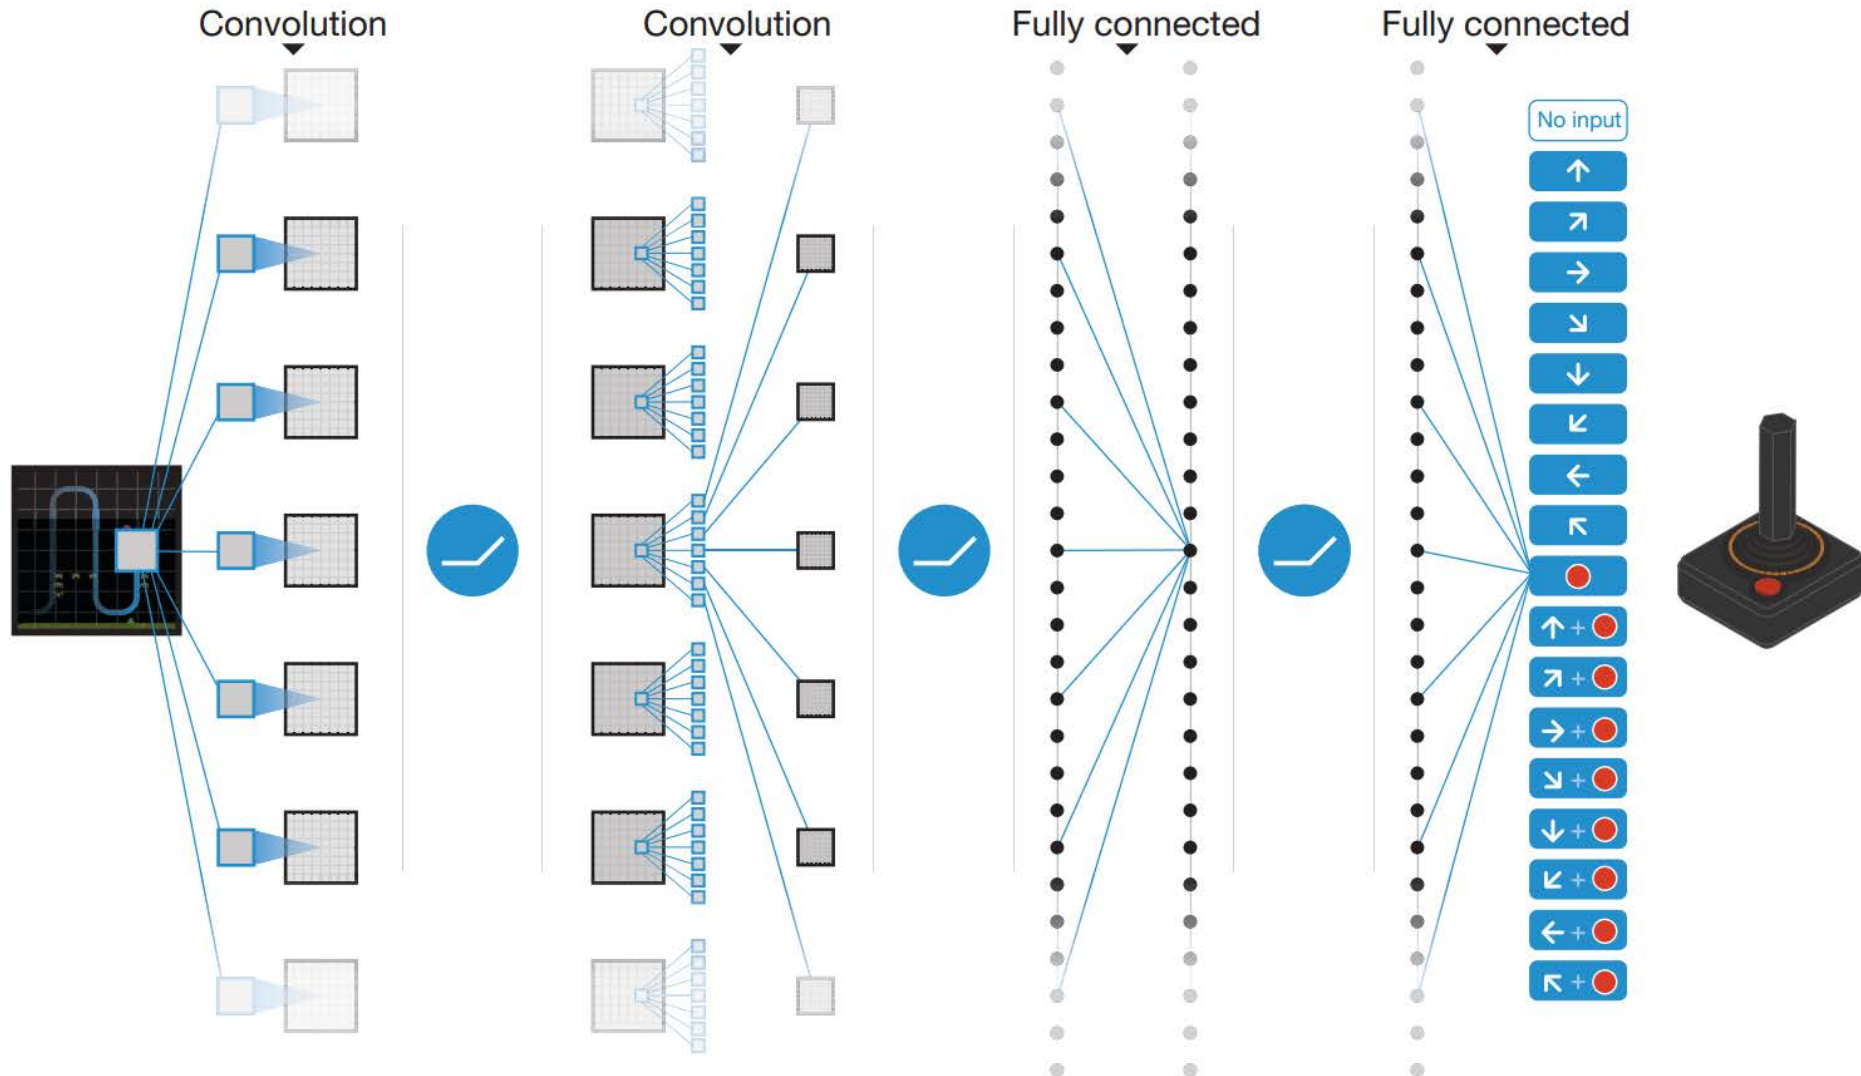 Convolution
Convolution
Fully connected
Fully connected
No input
+
+
+
+
+
+
+
+